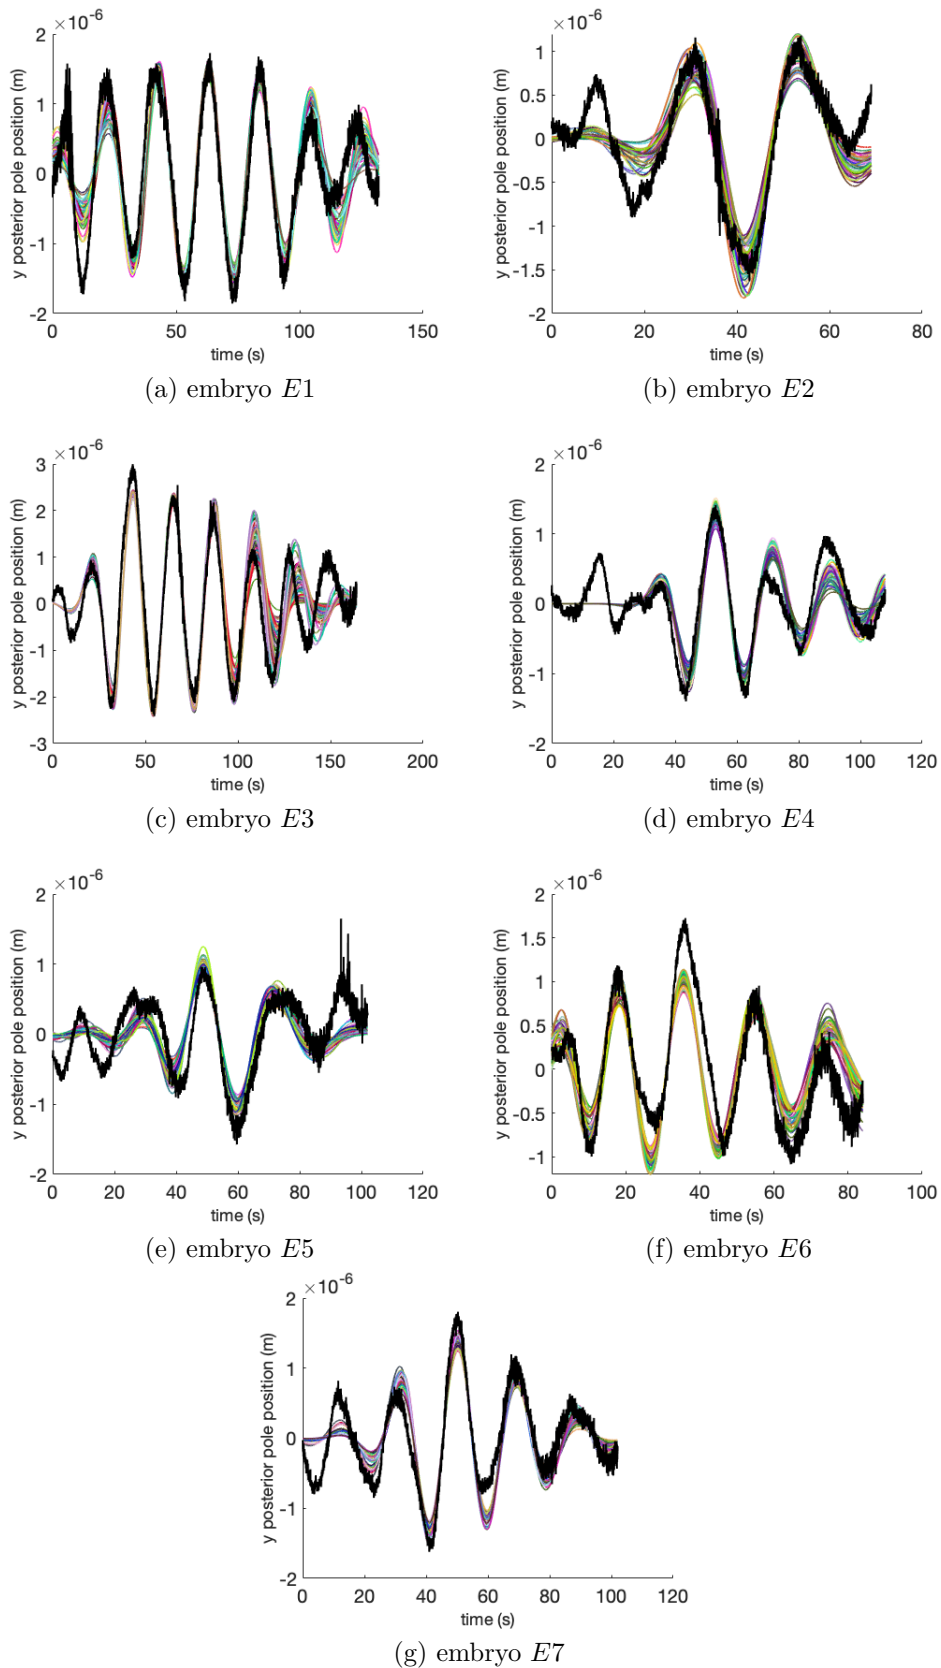 ×10⁻⁶ ×10⁻⁶
2 1
1 0.5
0 0
-1 -0.5
-1
-1.5
-2 -2
y posterior pole position (m) y posterior pole position (m)
0 50 100 150 0 20 40 60 80
time (s) time (s)
(a) embryo E1 (b) embryo E2
×10⁻⁶ ×10⁻⁶
3 2
2 1
1
0 0
-1 -1
-2
-3 -2
y posterior pole position (m) y posterior pole position (m)
0 50 100 150 200 0 20 40 60 80 100 120
time (s) time (s)
(c) embryo E3 (d) embryo E4
×10⁻⁶ ×10⁻⁶
2 2
1 1.5
1
0 0.5
0
-1 -0.5
-2 -1
y posterior pole position (m) y posterior pole position (m)
0 20 40 60 80 100 120 0 20 40 60 80 100
time (s) time (s)
(e) embryo E5 (f) embryo E6
×10⁻⁶
2
1
0
-1
-2
y posterior pole position (m)
0 20 40 60 80 100 120
time (s)
(g) embryo E7